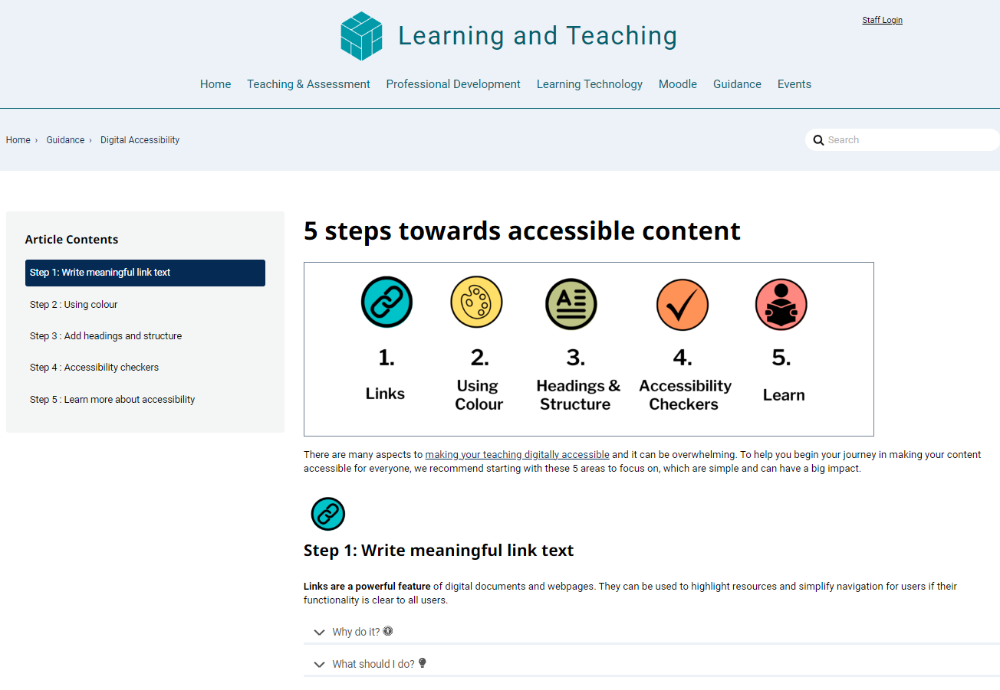 Staff Login
Learning and Teaching
Home Teaching & Assessment Professional Development Learning Technology Moodle Guidance Events
Home › Guidance › Digital Accessibility
Search
Article Contents
Step 1: Write meaningful link text
Step 2 : Using colour
Step 3 : Add headings and structure
Step 4 : Accessibility checkers
Step 5 : Learn more about accessibility
5 steps towards accessible content
A
1. 2. 3. 4. 5.
Links Using Colour Headings & Structure Accessibility Checkers Learn
There are many aspects to making your teaching digitally accessible and it can be overwhelming. To help you begin your journey in making your content
accessible for everyone, we recommend starting with these 5 areas to focus on, which are simple and can have a big impact.
Step 1: Write meaningful link text
Links are a powerful feature of digital documents and webpages. They can be used to highlight resources and simplify navigation for users if their
functionality is clear to all users.
Why do it?
What should I do?